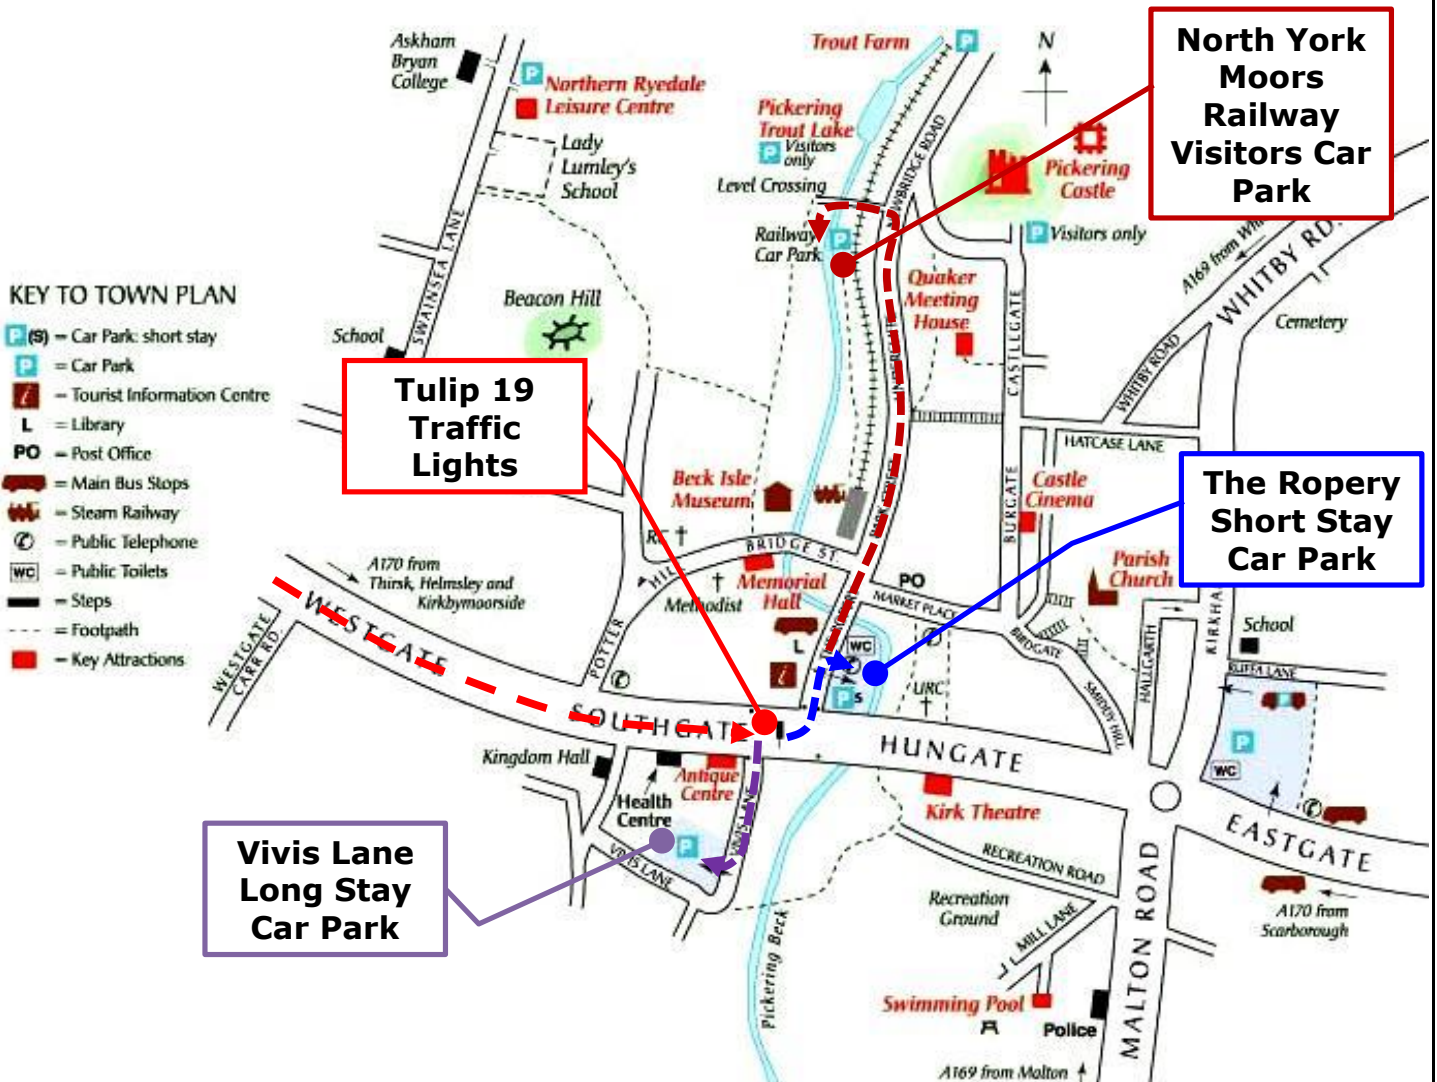 Askham
Bryan
College
P
Northern Ryedale
Leisure Centre
Lady
Lumley's
School
SWAINSEA LANE
School
Beacon Hill
Trout Farm
P
Pickering
Trout Lake
P Visitors
only
Level Crossing
Railway
Car Park
P
N
Pickering
Castle
P Visitors only
North York
Moors
Railway
Visitors Car
Park
Quaker
Meeting
House
CASTLEGATE
A169 from
WHITBY RD.
WHITBY ROAD
Cemetery
HATCASE LANE
KEY TO TOWN PLAN
P (S) = Car Park: short stay
P = Car Park
i = Tourist Information Centre
L = Library
PO = Post Office
= Main Bus Stops
= Steam Railway
= Public Telephone
WC = Public Toilets
= Steps
= Footpath
= Key Attractions
Tulip 19
Traffic
Lights
Beck Isle
Museum
RC
BRIDGE ST.
HILL
POTTER
Methodist
Memorial
Hall
PO
MARKET PLACE
BURGATE
Castle
Cinema
Parish
Church
The Ropery
Short Stay
Car Park
BIRDGATE
SMIDDY HILL
HALLGARTH
School
L
i
WC
P S
URC
A170 from
Thirsk, Helmsley and
Kirkbymoorside
WESTGATE
WESTGATE
CARR RD.
SOUTHGATE
HUNGATE
EASTGATE
P
WC
Kingdom Hall
Health
Centre
Antique
Centre
P
VIVIS LANE
VIVIS LANE
Vivis Lane
Long Stay
Car Park
Kirk Theatre
RECREATION ROAD
Recreation
Ground
MILL LANE
Swimming Pool
Police
Pickering Beck
MALTON ROAD
A170 from
Scarborough
A169 from Malton